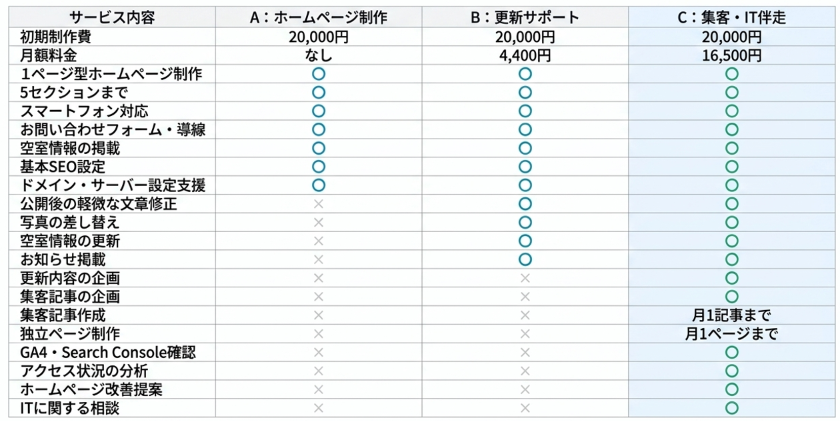 サービス内容 A：ホームページ制作 B：更新サポート C：集客・IT伴走
初期制作費 20,000円 20,000円 20,000円
月額料金 なし 4,400円 16,500円
1ページ型ホームページ制作 〇 〇 〇
5セクションまで 〇 〇 〇
スマートフォン対応 〇 〇 〇
お問い合わせフォーム・導線 〇 〇 〇
空室情報の掲載 〇 〇 〇
基本SEO設定 〇 〇 〇
ドメイン・サーバー設定支援 〇 〇 〇
公開後の軽微な文章修正 × 〇 〇
写真の差し替え × 〇 〇
空室情報の更新 × 〇 〇
お知らせ掲載 × 〇 〇
更新内容の企画 × × 〇
集客記事の企画 × × 〇
集客記事作成 × × 月1記事まで
独立ページ制作 × × 月1ページまで
GA4・Search Console確認 × × 〇
アクセス状況の分析 × × 〇
ホームページ改善提案 × × 〇
ITに関する相談 × × 〇